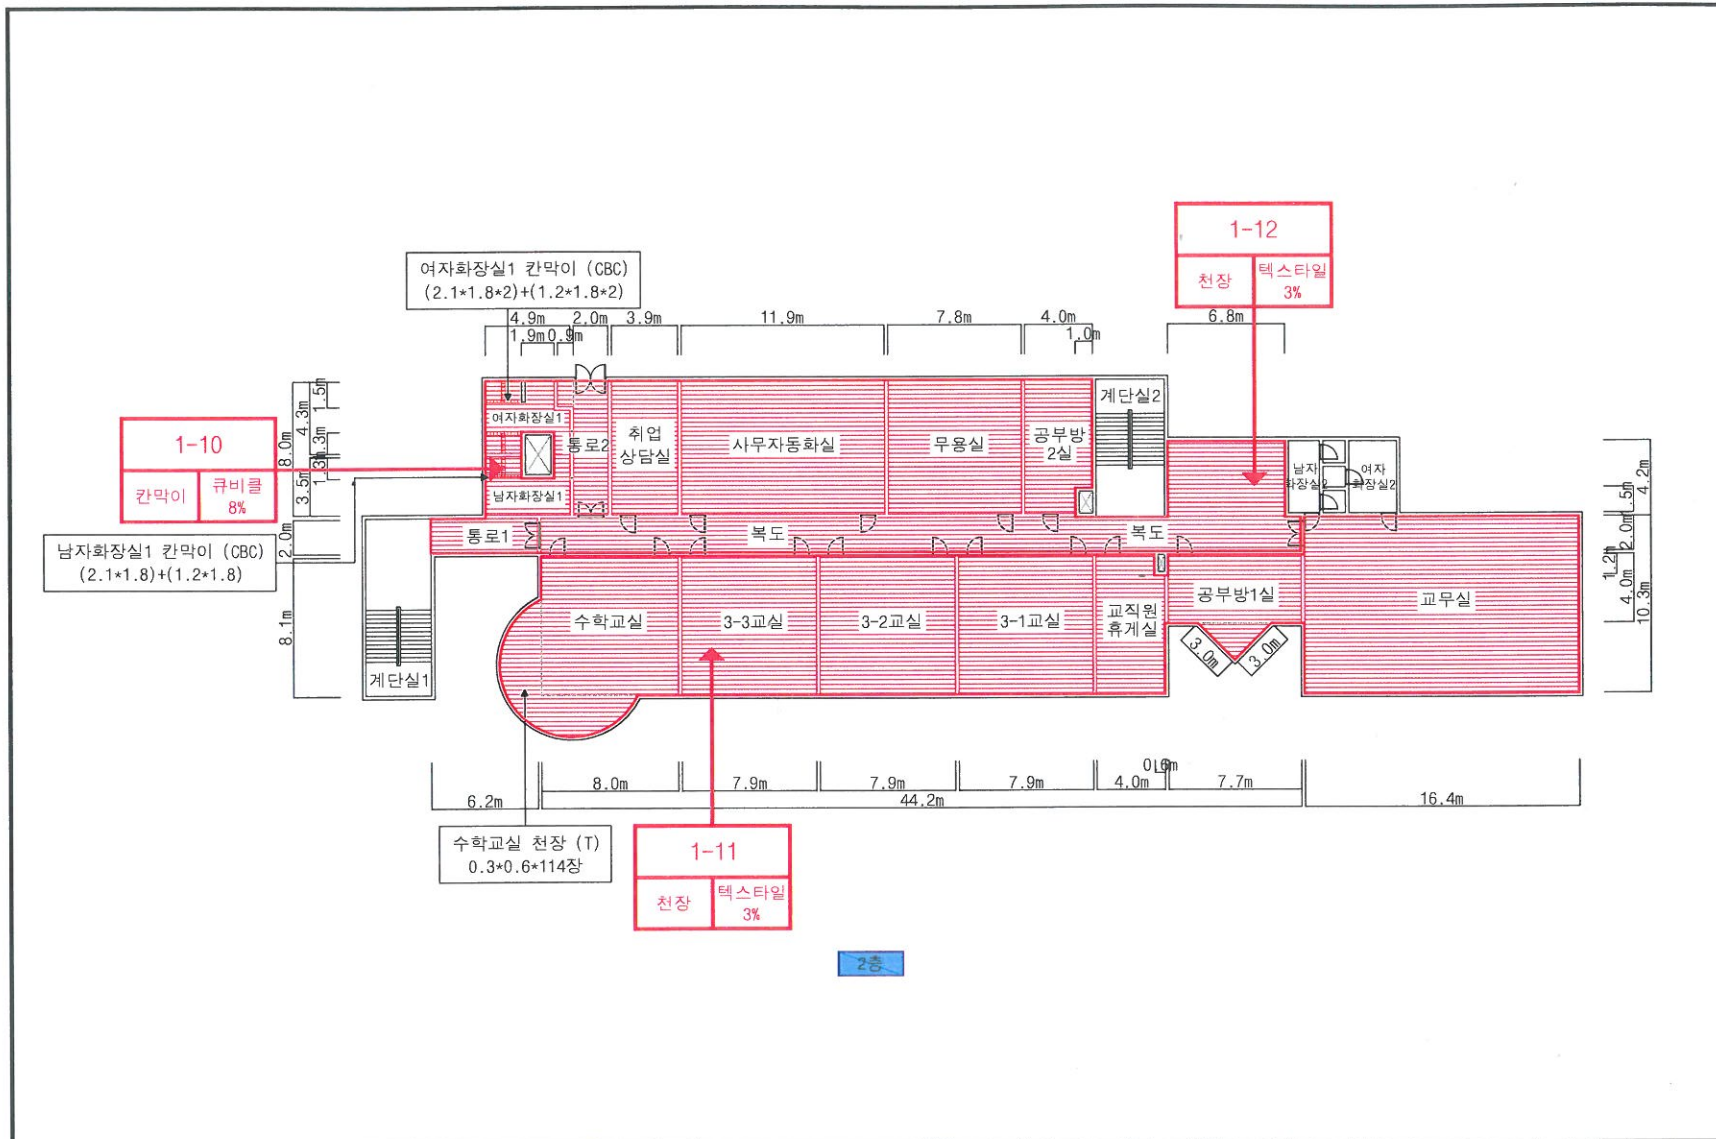 1-12
천장
텍스타일
3%
여자화장실1 칸막이 (CBC)
(2.1*1.8*2)+(1.2*1.8*2)
4.9m
2.0m
3.9m
11.9m
7.8m
4.0m
6.8m
1.9m
0.9m
1.0m
1-10
칸막이
큐비클
8%
남자화장실1 칸막이 (CBC)
(2.1*1.8)+(1.2*1.8)
8.0m
4.3m
3.5m
1.5m
1.3m
1.3m
2.0m
8.1m
여자화장실1
남자화장실1
통로2
취업
상담실
사무자동화실
무용실
공부방
2실
계단실2
남자
화장실2
여자
화장실2
통로1
복도
복도
계단실1
수학교실
3-3교실
3-2교실
3-1교실
교직원
휴게실
공부방1실
교무실
3.0m
3.0m
4.2m
1.5m
2.0m
1.2m
4.0m
10.3m
0.6m
8.0m
7.9m
7.9m
7.9m
4.0m
7.7m
6.2m
44.2m
16.4m
수학교실 천장 (T)
0.3*0.6*114장
1-11
천장
텍스타일
3%
2층